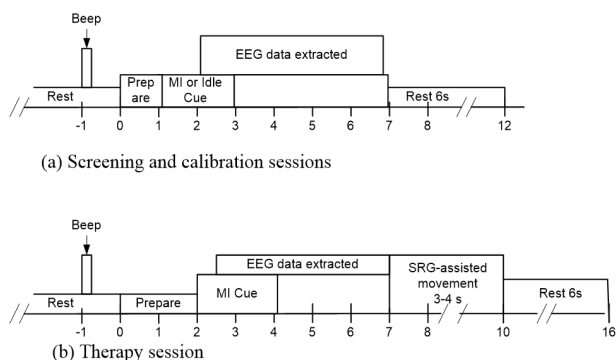 Beep
EEG data extracted
Prep
are
MI or Idle
Cue
Rest
Rest 6s
-1 0 1 2 3 4 5 6 7 8 12
(a) Screening and calibration sessions
Beep
EEG data extracted
SRG-assisted
movement
3-4 s
MI Cue
Rest
Prepare
Rest 6s
-1 0 1 2 3 4 5 6 7 8 10 16
(b) Therapy session